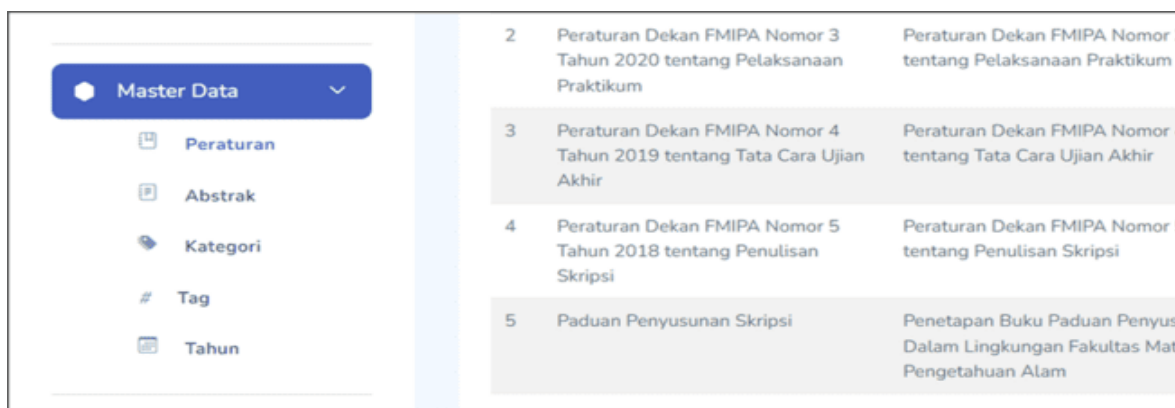 Master Data
Peraturan
Abstrak
Kategori
# Tag
Tahun
2 Peraturan Dekan FMIPA Nomor 3 Peraturan Dekan FMIPA Nomor
Tahun 2020 tentang Pelaksanaan tentang Pelaksanaan Praktikum
Praktikum
3 Peraturan Dekan FMIPA Nomor 4 Peraturan Dekan FMIPA Nomor
Tahun 2019 tentang Tata Cara Ujian tentang Tata Cara Ujian Akhir
Akhir
4 Peraturan Dekan FMIPA Nomor 5 Peraturan Dekan FMIPA Nomor
Tahun 2018 tentang Penulisan tentang Penulisan Skripsi
Skripsi
5 Paduan Penyusunan Skripsi Penetapan Buku Paduan Penyus
Dalam Lingkungan Fakultas Mat
Pengetahuan Alam